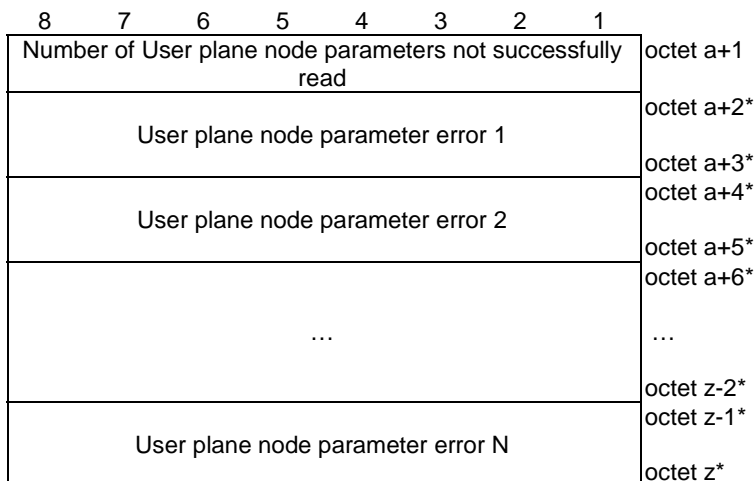 8 7 6 5 4 3 2 1
Number of User plane node parameters not successfully octet a+1
read
octet a+2*
User plane node parameter error 1
octet a+3*
octet a+4*
User plane node parameter error 2
octet a+5*
octet a+6*
… …
octet z-2*
octet z-1*
User plane node parameter error N
octet z*